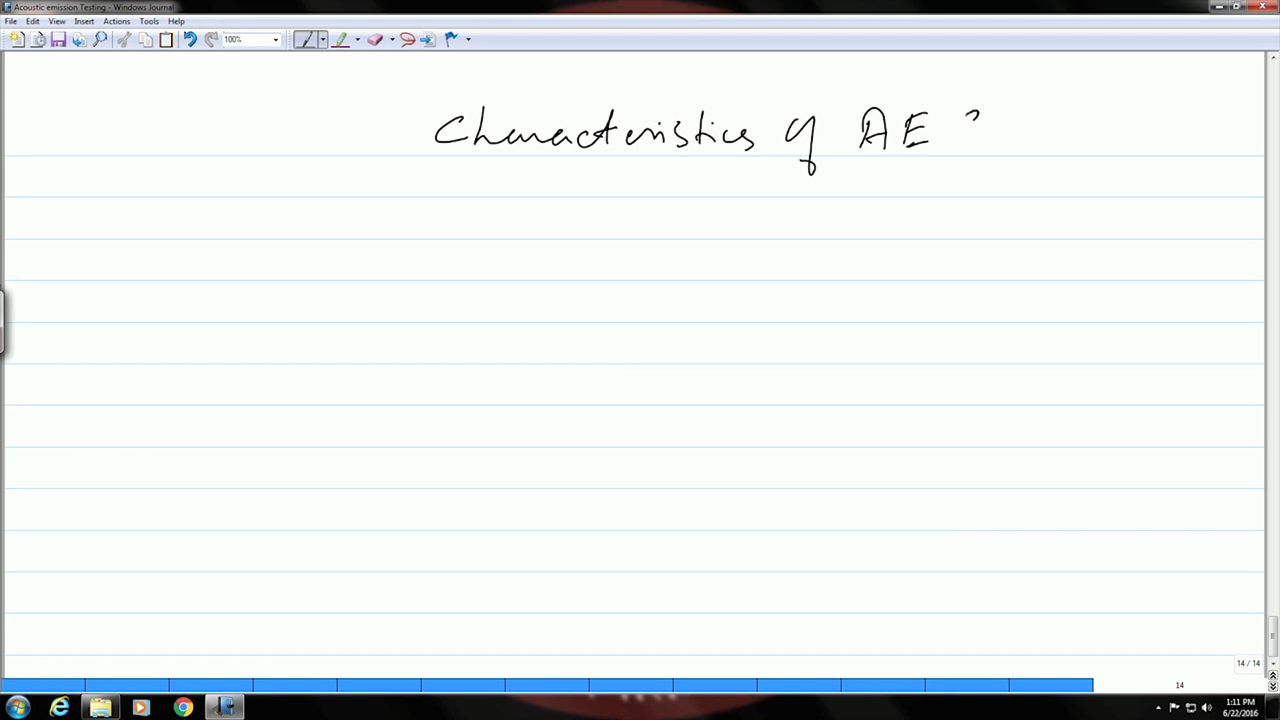 Acoustic emission Testing - Windows Journal
File Edit View Insert Actions Tools Help
100%
Characteristics of AE
14 / 14
14
1:11 PM
6/22/2016